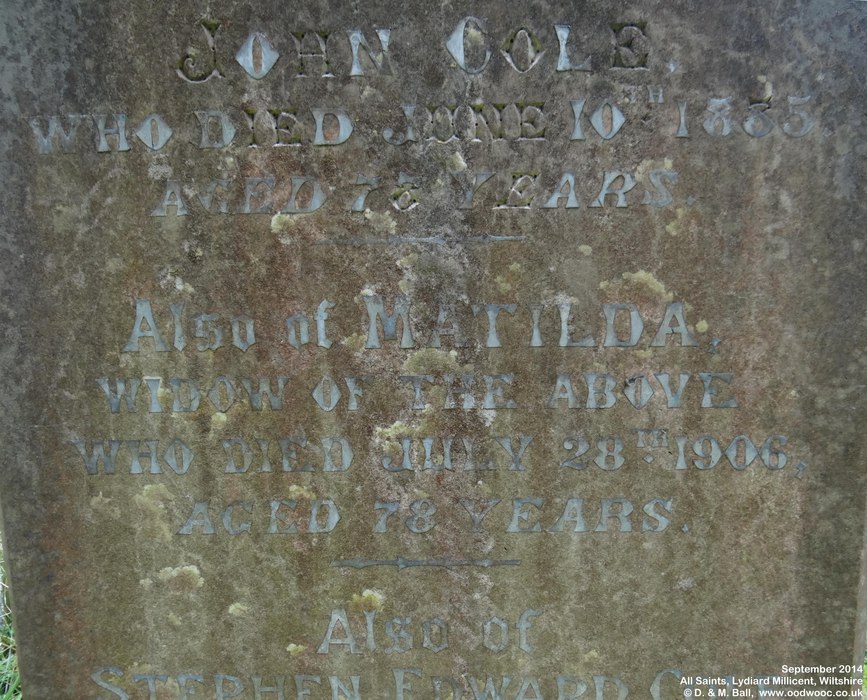 JOHN COLE,
WHO DIED JUNE 10TH 1885
AGED YEARS.
Also of MATILDA,
WIDOW OF THE ABOVE
WHO DIED JULY 28TH. 1906,
AGED 78 YEARS.
Also of
STEPHEN EDWARD
September 2014
All Saints, Lydiard Millicent, Wiltshire
© D. & M. Ball, www.oodwooc.co.uk